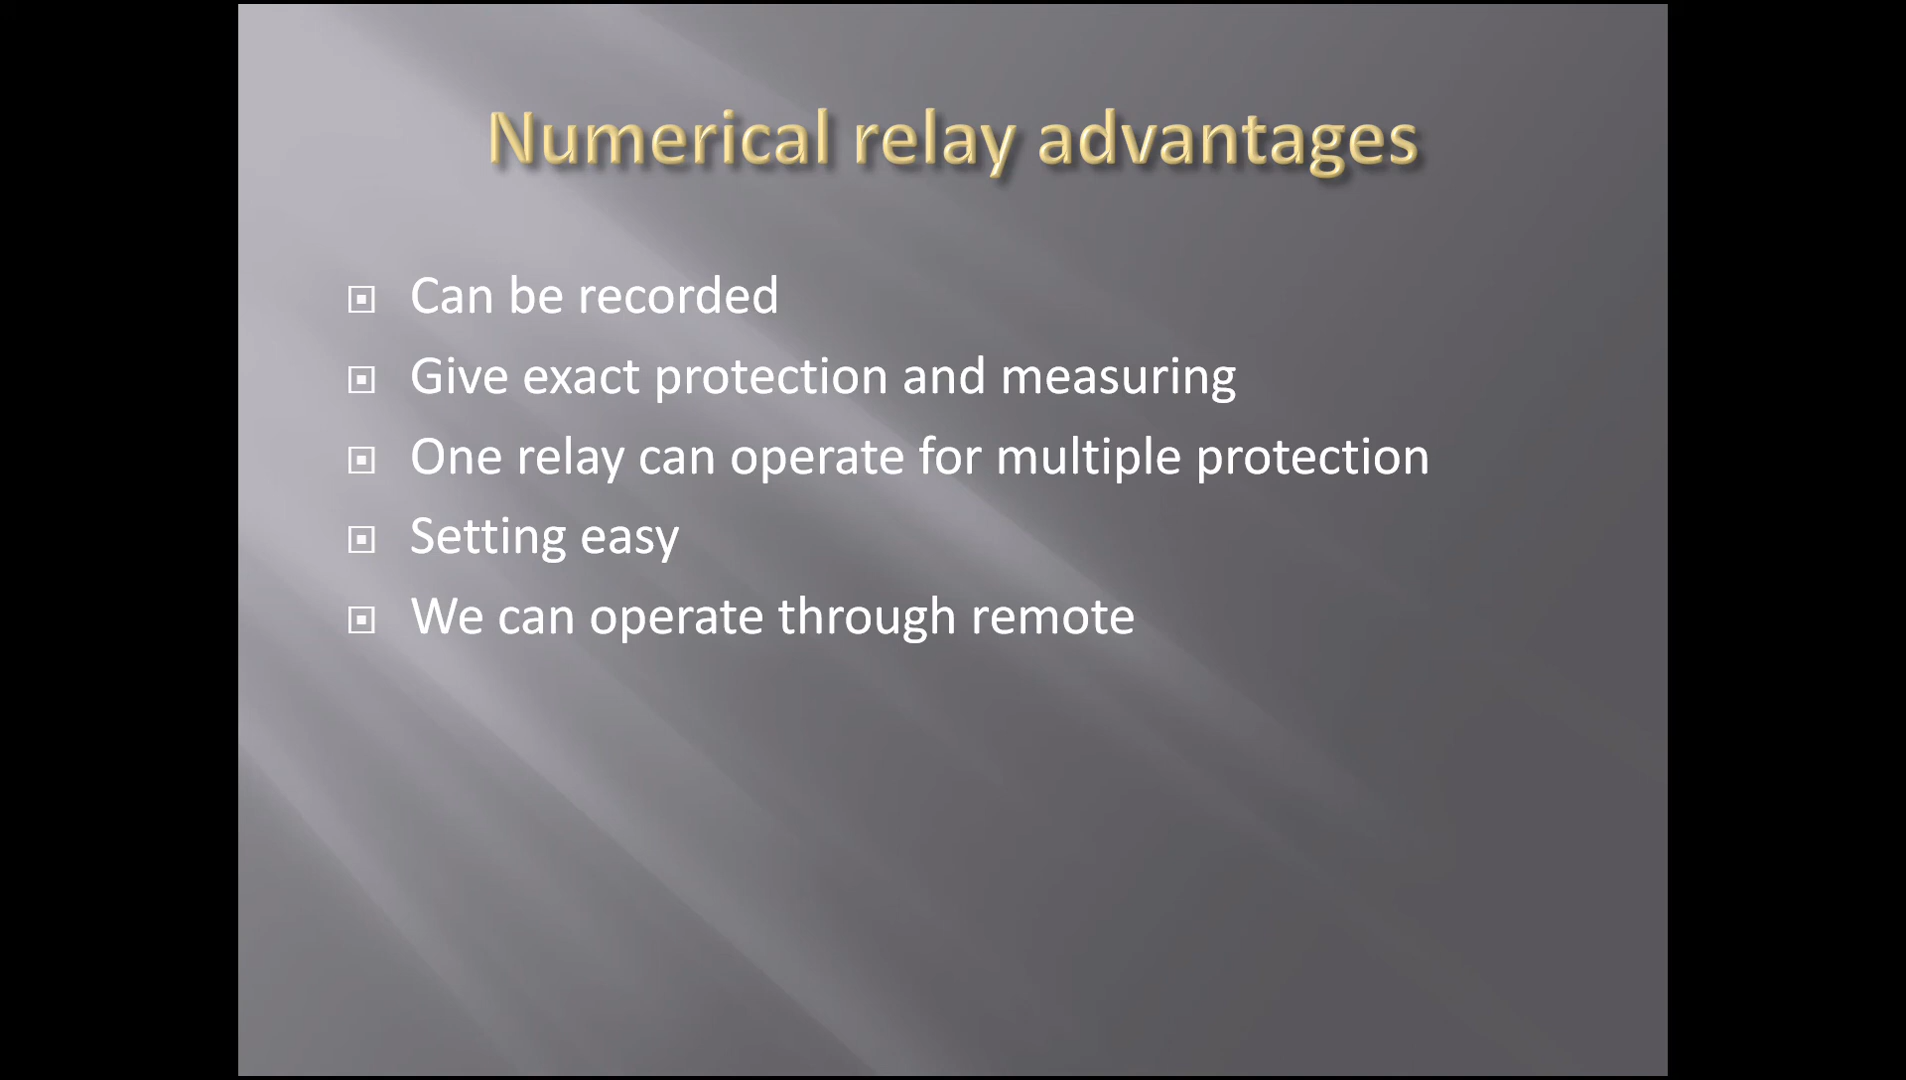 Numerical relay advantages
Can be recorded
Give exact protection and measuring
One relay can operate for multiple protection
Setting easy
We can operate through remote